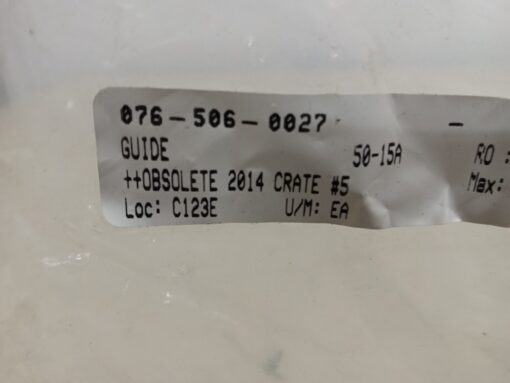 076-506-0027 -
GUIDE 50-15A RO :
++OBSOLETE 2014 CRATE #5 Max:
Loc: C123E U/M: EA